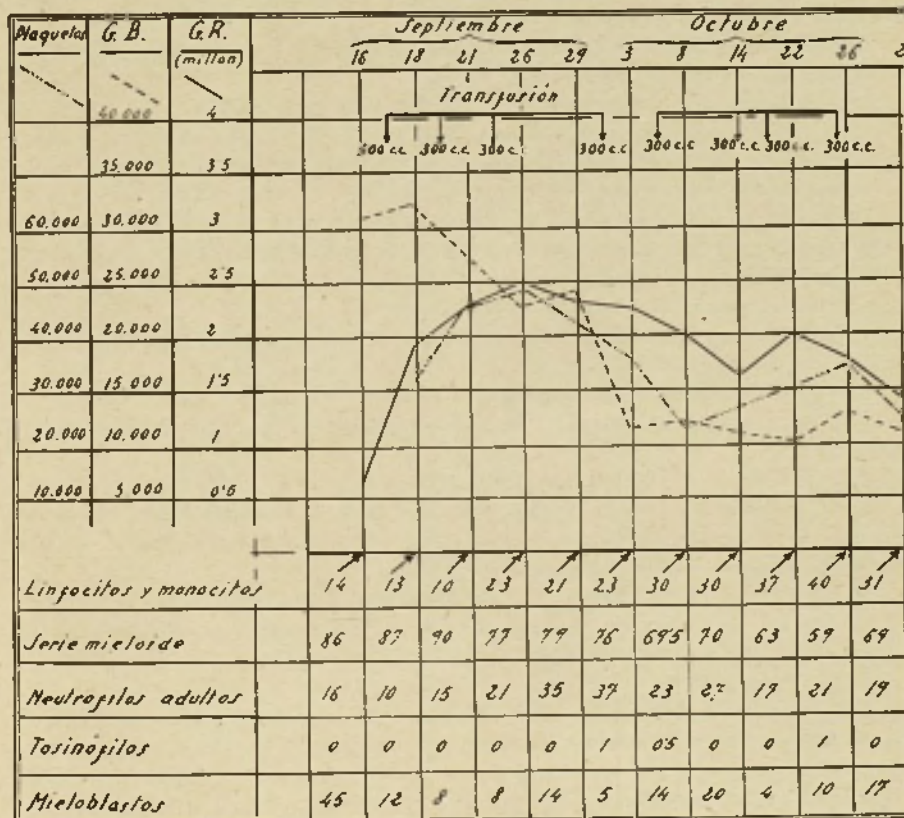 Plaquetas G.B. G.R. Septiembre Octubre
(millon) 16 18 21 26 29 3 8 14 22 26 2
Transfusión
40.000 4
300 c.c. 300 c.c. 300 c. 300 c.c. 300 c.c. 300 c.c. 300 c.c. 300 c.c.
35.000 3'5
60.000 30.000 3
50.000 25.000 2'5
40.000 20.000 2
30.000 15.000 1'5
20.000 10.000 1
10.000 5.000 0'5
Linfocitos y monocitos 14 13 10 23 21 23 30 30 37 40 31
Serie mieloide 86 87 90 77 79 76 69'5 70 63 59 69
Neutrofilos adultos 16 10 15 21 35 37 23 27 17 21 19
Tosinofilos 0 0 0 0 0 1 0'5 0 0 1 0
Mieloblastos 45 12 8 8 14 5 14 20 4 10 17